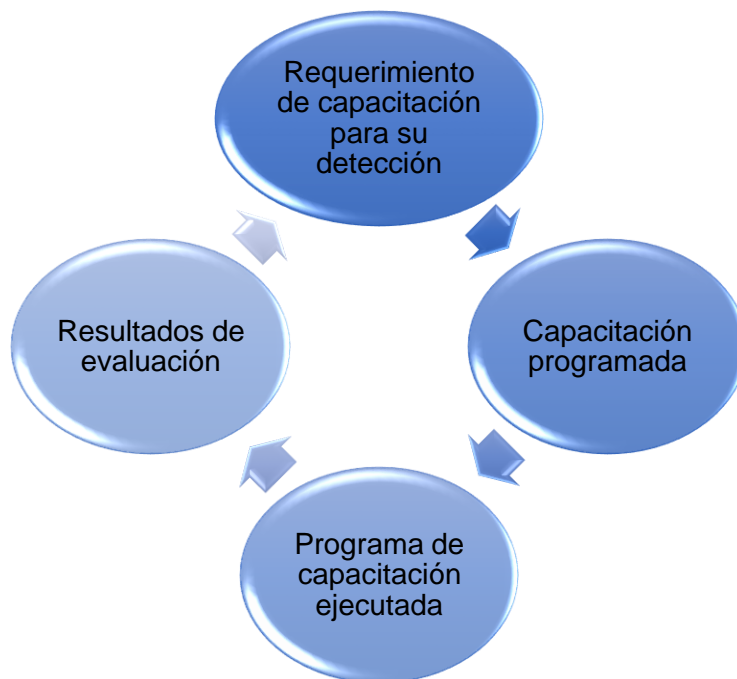 Requerimiento
de capacitación
para su
detección
Capacitación
programada
Programa de
capacitación
ejecutada
Resultados de
evaluación